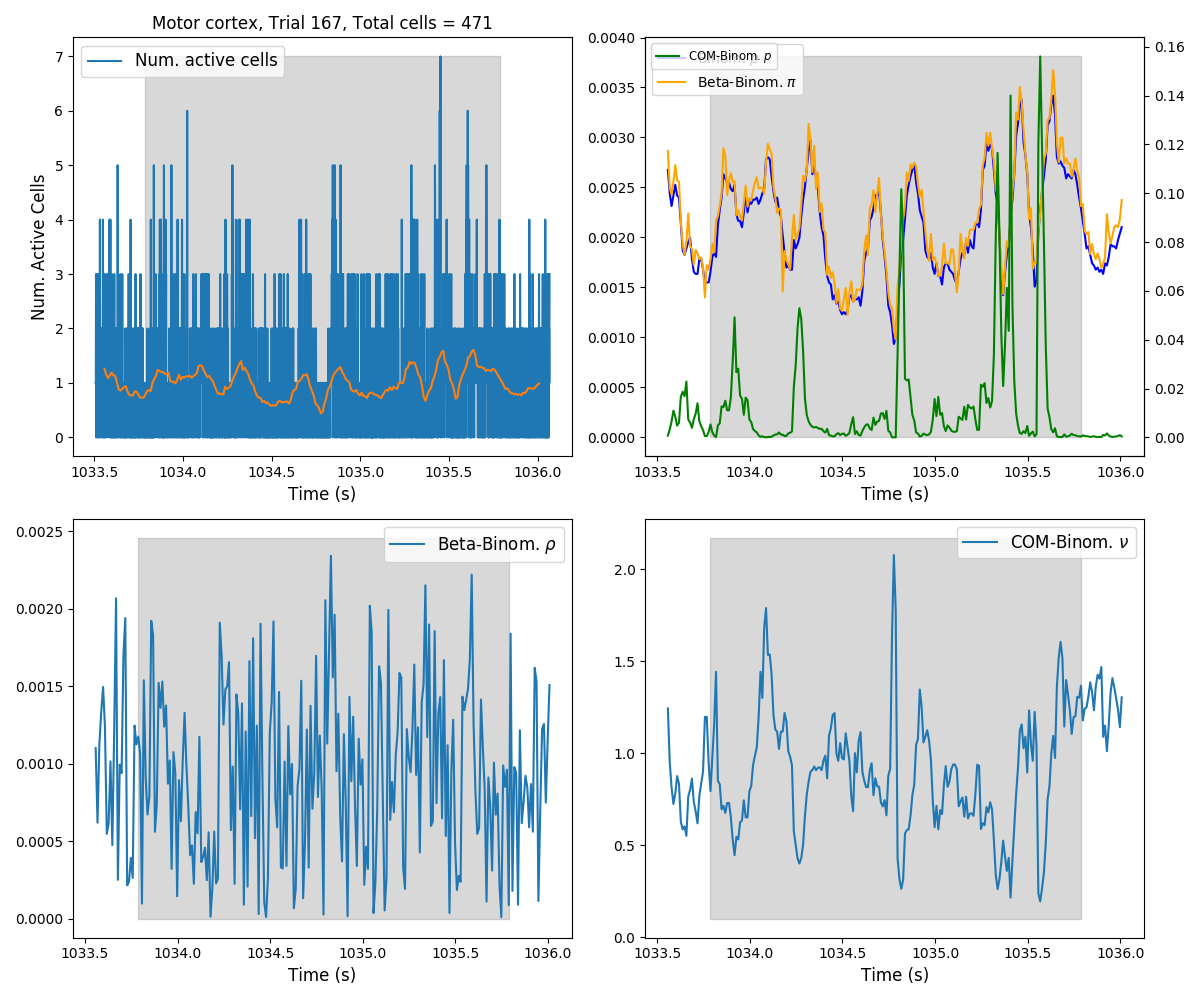 Motor cortex, Trial 167, Total cells = 471
Num. active cells
Num. Active Cells
7
6
5
4
3
2
1
0
1033.5 1034.0 1034.5 1035.0 1035.5 1036.0
Time (s)
COM-Binom. p
Beta-Binom. π
0.0040
0.0035
0.0030
0.0025
0.0020
0.0015
0.0010
0.0005
0.0000
0.16
0.14
0.12
0.10
0.08
0.06
0.04
0.02
0.00
1033.5 1034.0 1034.5 1035.0 1035.5 1036.0
Time (s)
Beta-Binom. ρ
0.0025
0.0020
0.0015
0.0010
0.0005
0.0000
1033.5 1034.0 1034.5 1035.0 1035.5 1036.0
Time (s)
COM-Binom. ν
2.0
1.5
1.0
0.5
0.0
1033.5 1034.0 1034.5 1035.0 1035.5 1036.0
Time (s)